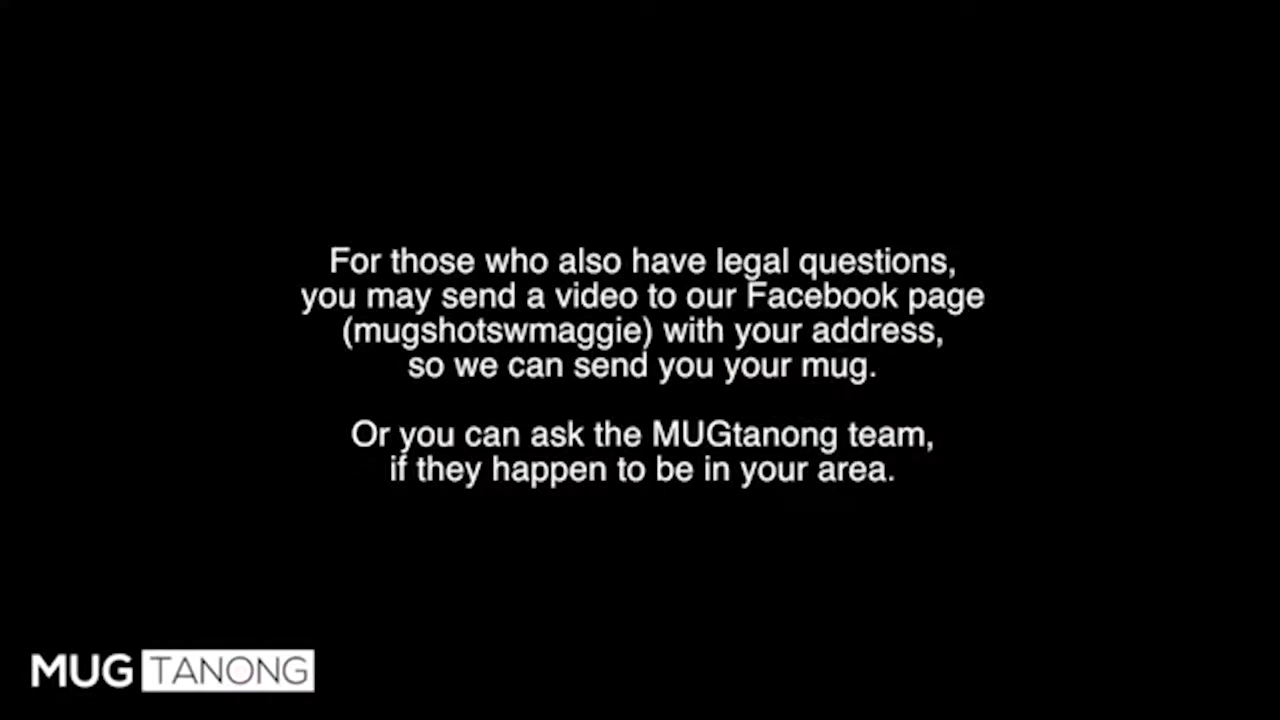 For those who also have legal questions,
you may send a video to our Facebook page
(mugshotswmaggie) with your address,
so we can send you your mug.
Or you can ask the MUGtanong team,
if they happen to be in your area.
MUG TANONG